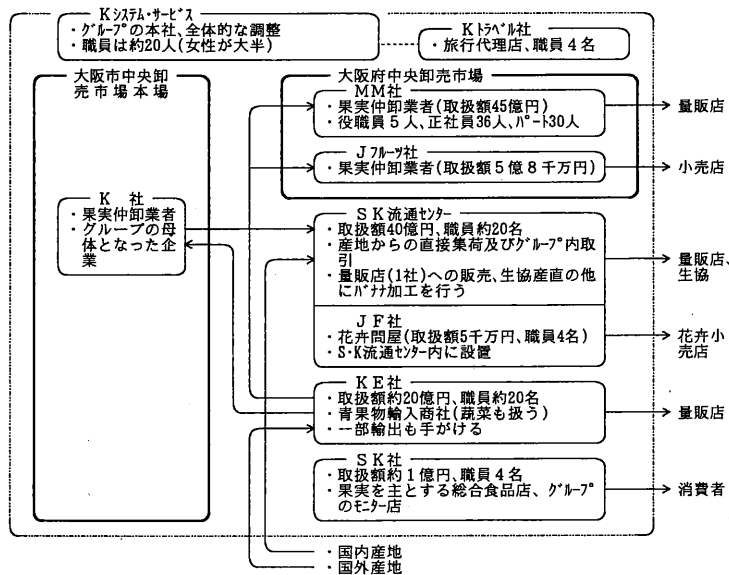 Kシステム・サービス
・グループの本社、全体的な調整
・職員は約20人(女性が大半)
Kトラベル社
・旅行代理店、職員４名
大阪市中央卸
売市場本場
大阪府中央卸売市場
ＭＭ社
・果実仲卸業者(取扱額45億円)
・役職員５人、正社員36人、パート30人
量販店
Ｊフルーツ社
・果実仲卸業者(取扱額５億８千万円)
小売店
Ｋ 社
・果実仲卸業者
・グループの母
体となった企
業
ＳＫ流通センター
・取扱額40億円、職員約20名
・産地からの直接集荷及びグループ内取
引
・量販店(1社)への販売、生協産直の他
にバナナ加工を行う
量販店、
生協
ＪＦ社
・花卉問屋(取扱額5千万円、職員4名)
・S・K流通センター内に設置
花卉小
売店
ＫＥ社
・取扱額約20億円、職員約20名
・青果物輸入商社(蔬菜も扱う)
・一部輸出も手がける
量販店
ＳＫ社
・取扱額約１億円、職員４名
・果実を主とする総合食品店、グループ
のモニター店
消費者
・国内産地
・国外産地